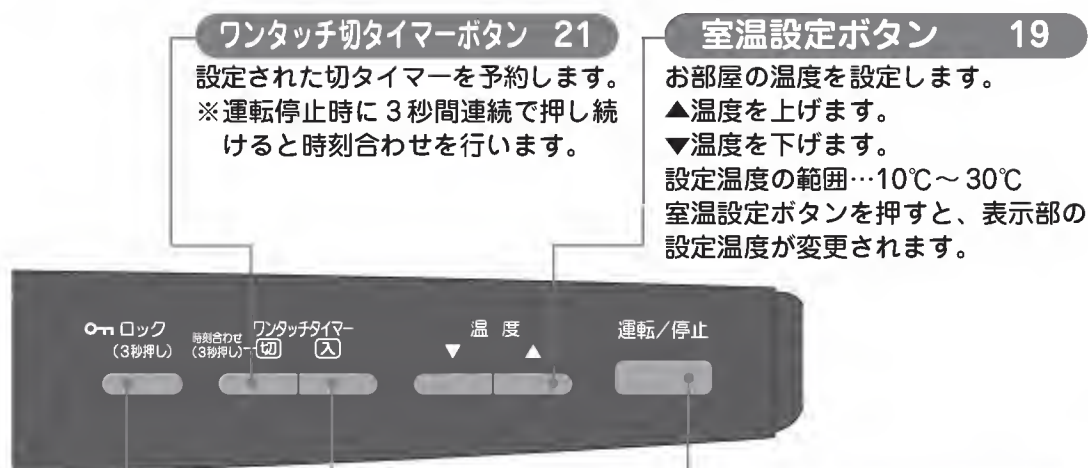 ワンタッチ切タイマーボタン 21
設定された切タイマーを予約します。
※運転停止時に3秒間連続で押し続
けると時刻合わせを行います。
室温設定ボタン 19
お部屋の温度を設定します。
▲温度を上げます。
▼温度を下げます。
設定温度の範囲…10℃～30℃
室温設定ボタンを押すと、表示部の
設定温度が変更されます。
ロック
(3秒押し)
時刻合わせ
(3秒押し)
ワンタッチタイマー
切 入
温度
▼ ▲
運転／停止